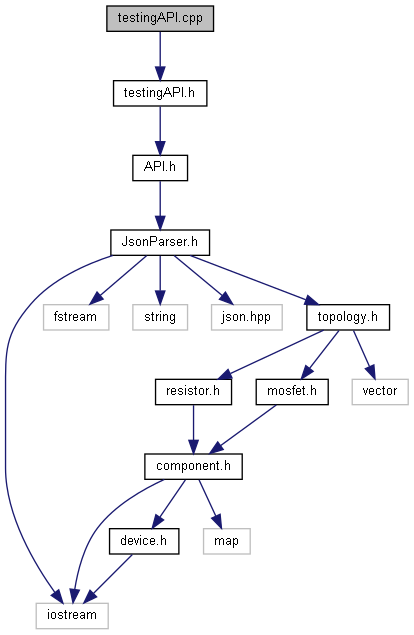 testingAPI.cpp
testingAPI.h
API.h
JsonParser.h
fstream
string
json.hpp
topology.h
resistor.h
mosfet.h
vector
component.h
device.h
map
iostream